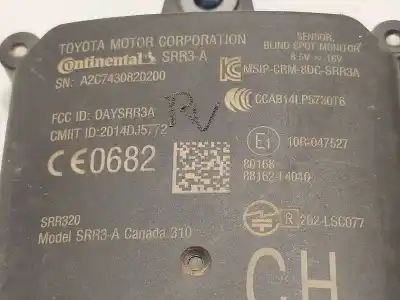 TOYOTA MOTOR CORPORATION
Continental SRR3-A
SN: A2C7430820200
SENSOR,
BLIND SPOT MONITOR
8.5V ⎓ 16V
MSIP-CRM-8DC-SRR3A
FCC ID: OAYSRR3A
CMIIT ID:2014DJ5772
RV
CCAB14LP5730T6
CE0682
E1 10R-047527
80168
88162-14040
SRR320
Model SRR3-A Canada.310
R 202-LSC077
CH